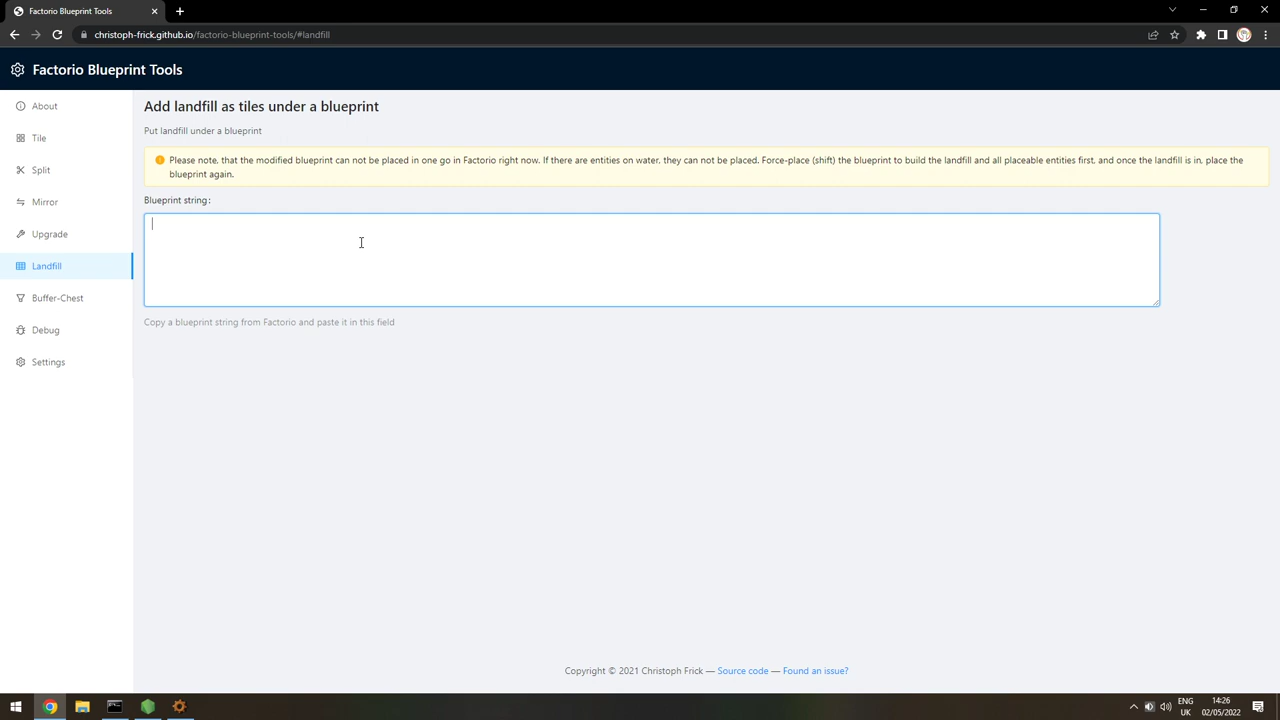 Factorio Blueprint Tools
christoph-frick.github.io/factorio-blueprint-tools/#landfill
Factorio Blueprint Tools
About
Tile
Split
Mirror
Upgrade
Landfill
Buffer-Chest
Debug
Settings
Add landfill as tiles under a blueprint
Put landfill under a blueprint
Please note, that the modified blueprint can not be placed in one go in Factorio right now. If there are entities on water, they can not be placed. Force-place (shift) the blueprint to build the landfill and all placeable entities first, and once the landfill is in, place the
blueprint again.
Blueprint string:
Copy a blueprint string from Factorio and paste it in this field
Copyright © 2021 Christoph Frick — Source code — Found an issue?
ENG
UK
14:26
02/05/2022